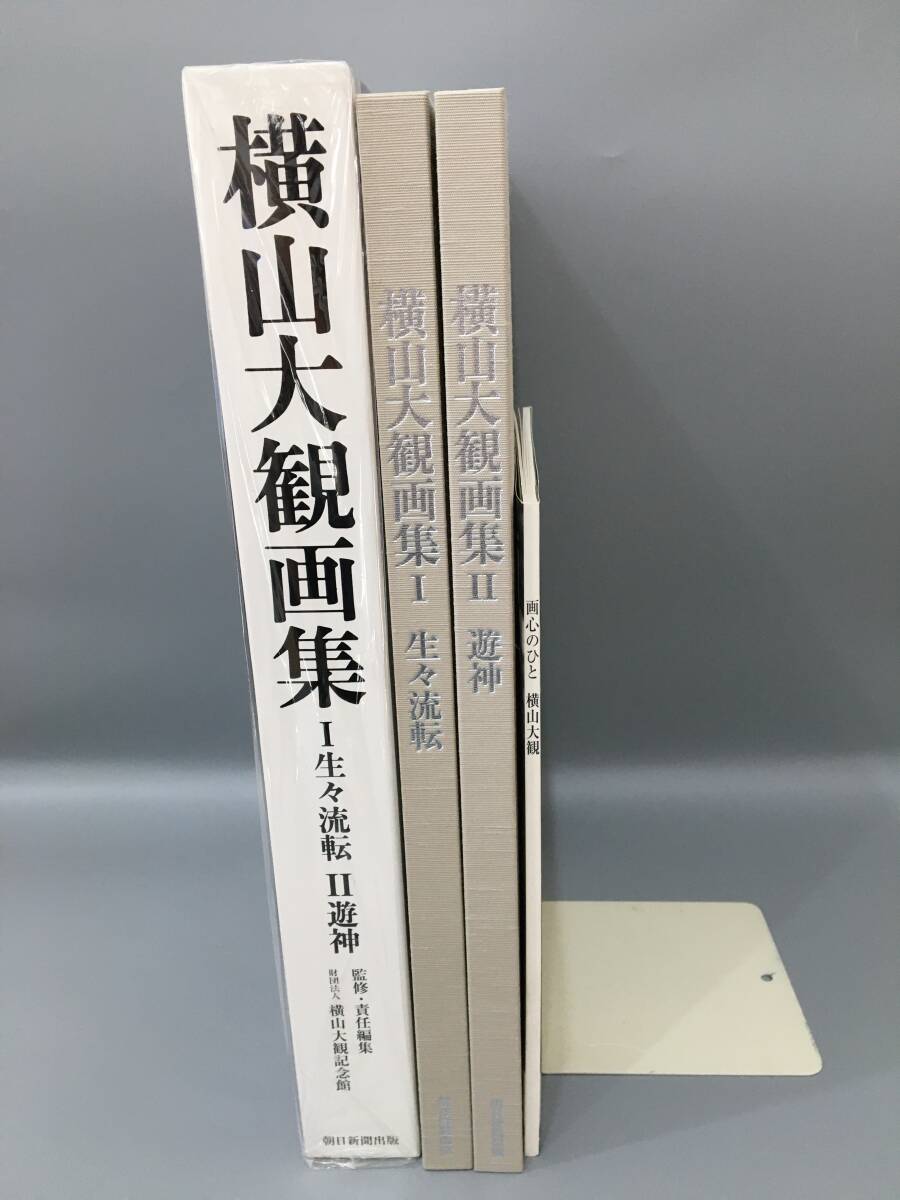 横山大観画集
I 生々流転 II 遊神
監修・責任編集
財団法人 横山大観記念館
朝日新聞出版
横山大観画集 I 生々流転
横山大観画集 II 遊神
画心のひと 横山大観